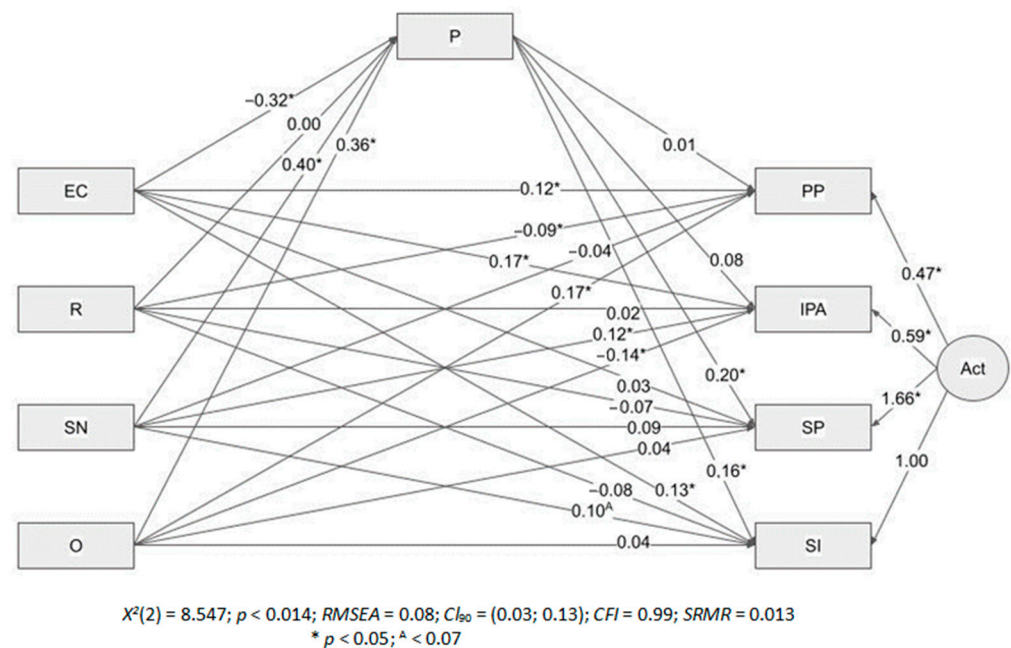 P
−0.32*
0.00
0.36*
0.01
0.40*
EC
0.12*
PP
−0.09*
−0.04
0.17*
0.08
0.47*
0.17*
R
0.02
IPA
0.12*
0.59*
−0.14*
Act
0.20*
0.03
1.66*
−0.07
SN
0.09
SP
0.04
1.00
0.16*
−0.08
0.13*
0.10ᴬ
O
0.04
SI
X²(2) = 8.547; p < 0.014; RMSEA = 0.08; CI₉₀ = (0.03; 0.13); CFI = 0.99; SRMR = 0.013
* p < 0.05; ᴬ < 0.07